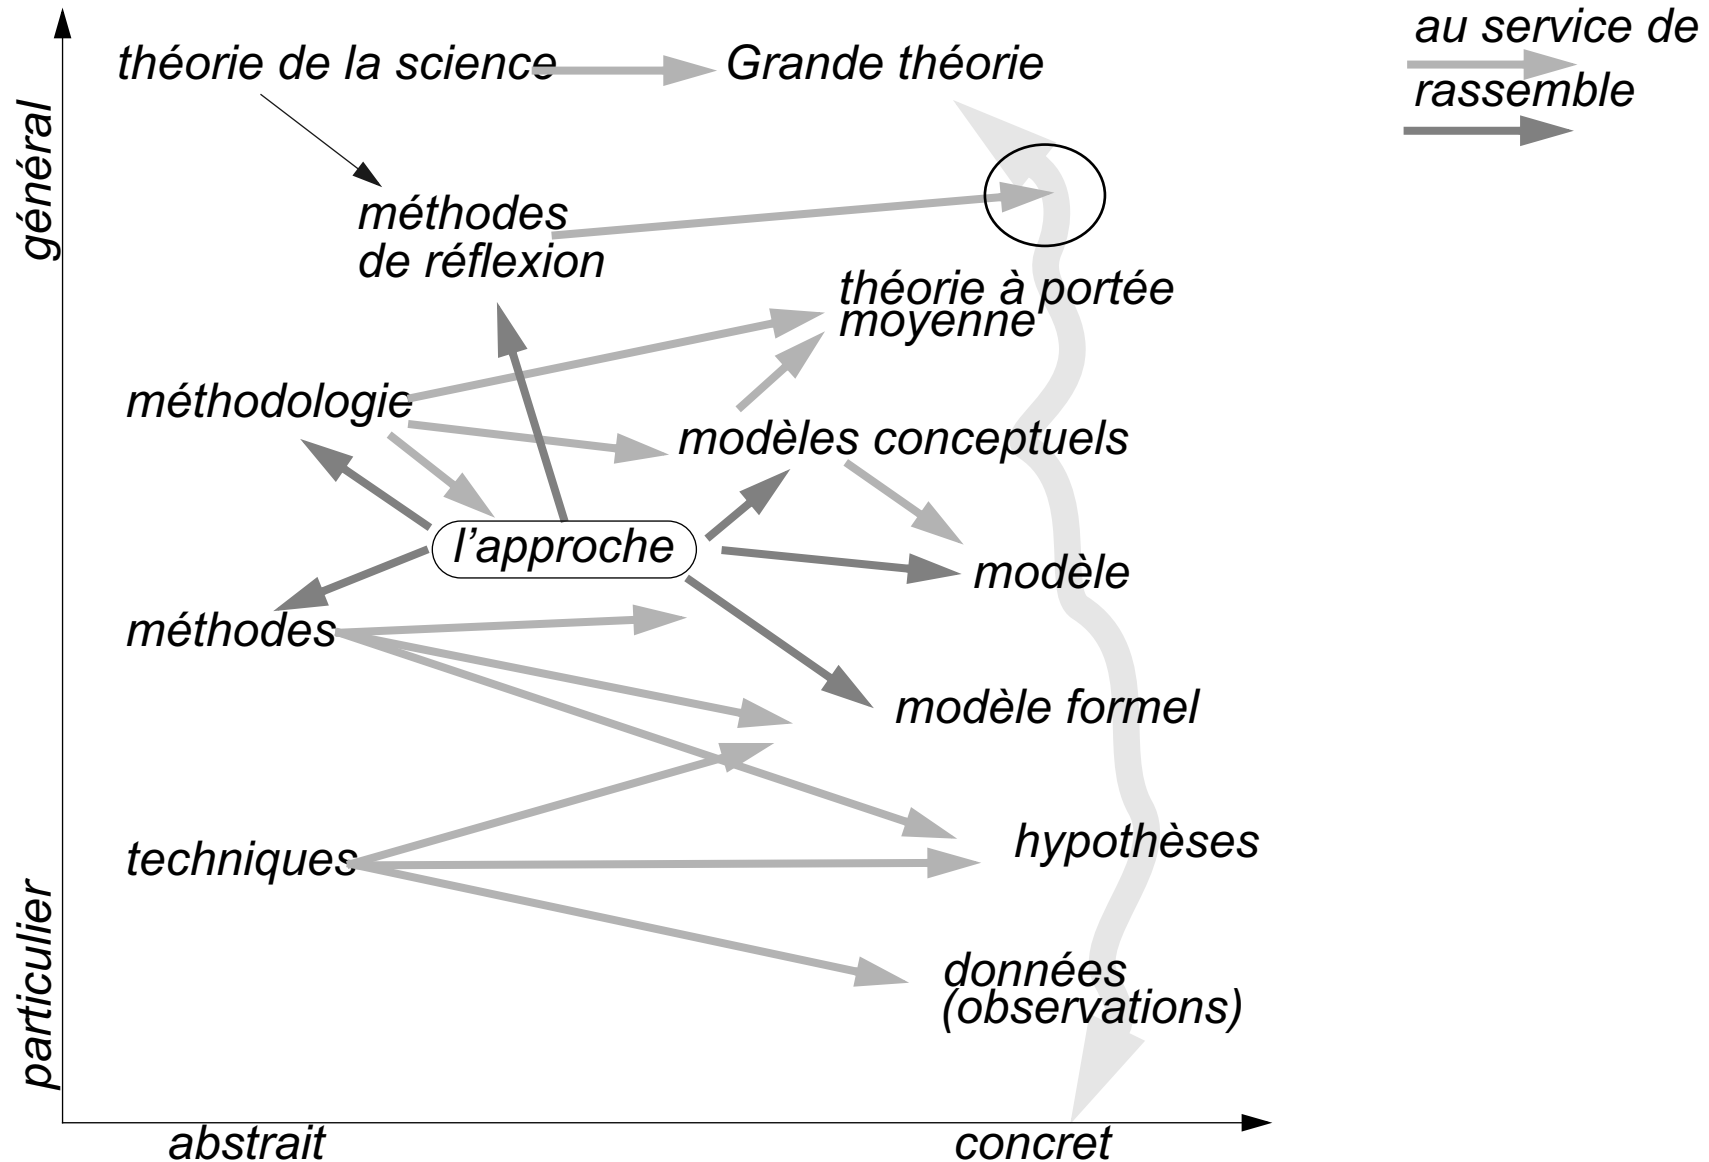 au service de
théorie de la science
Grande théorie
rassemble
général
méthodes
de réflexion
théorie à portée
moyenne
méthodologie
modèles conceptuels
l’approche
modèle
méthodes
modèle formel
hypothèses
techniques
particulier
données
(observations)
abstrait
concret